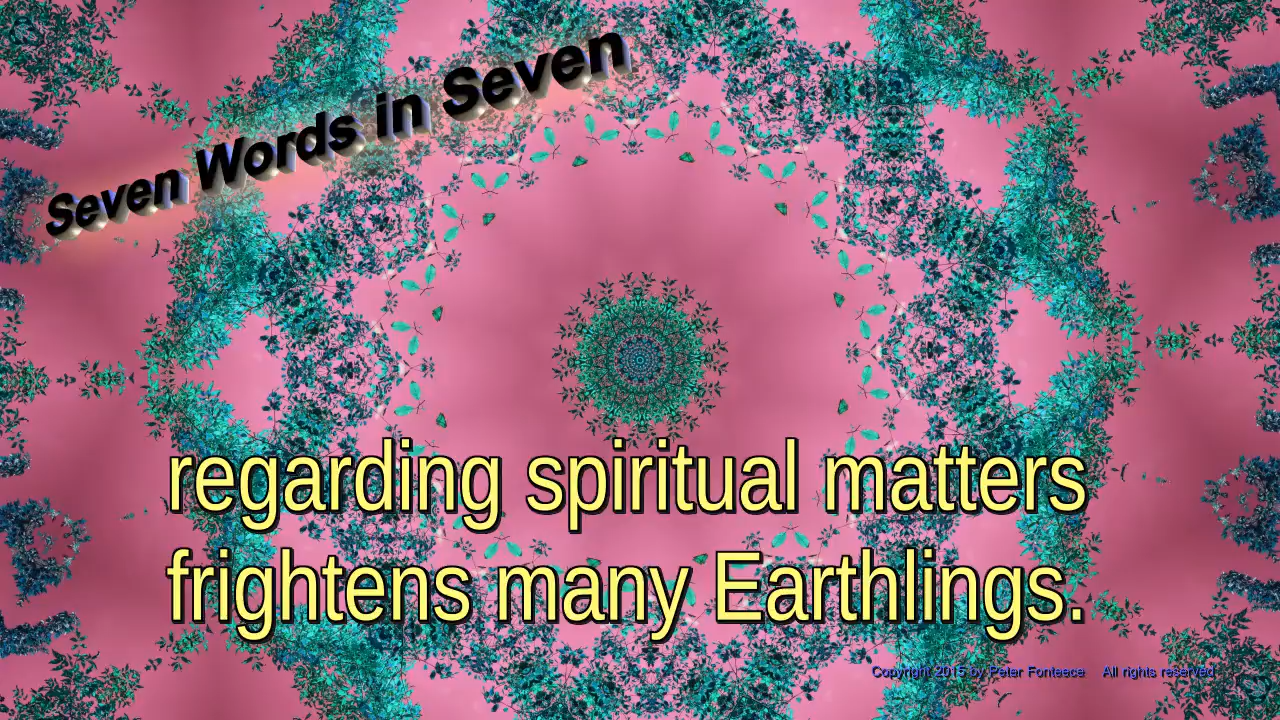 Seven Words in Seven
regarding spiritual matters
frightens many Earthlings.
Copyright 2015 by Peter Fonteece All rights reserved